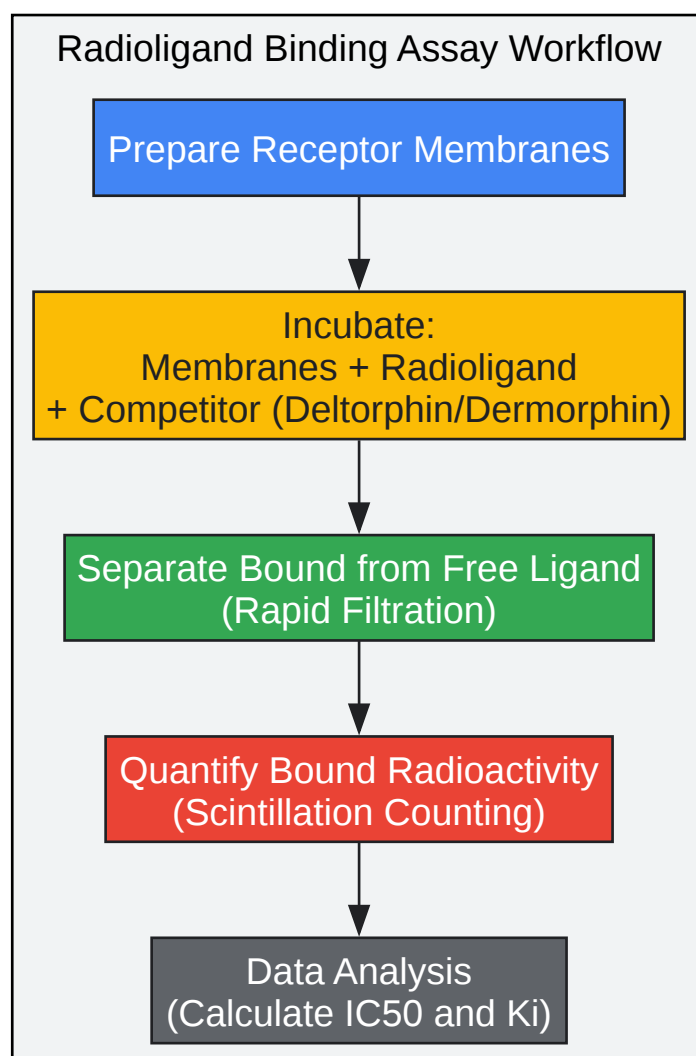 Radioligand Binding Assay Workflow
Prepare Receptor Membranes
Incubate:
Membranes + Radioligand
+ Competitor (Deltorphin/Dermorphin)
Separate Bound from Free Ligand
(Rapid Filtration)
Quantify Bound Radioactivity
(Scintillation Counting)
Data Analysis
(Calculate IC50 and Ki)